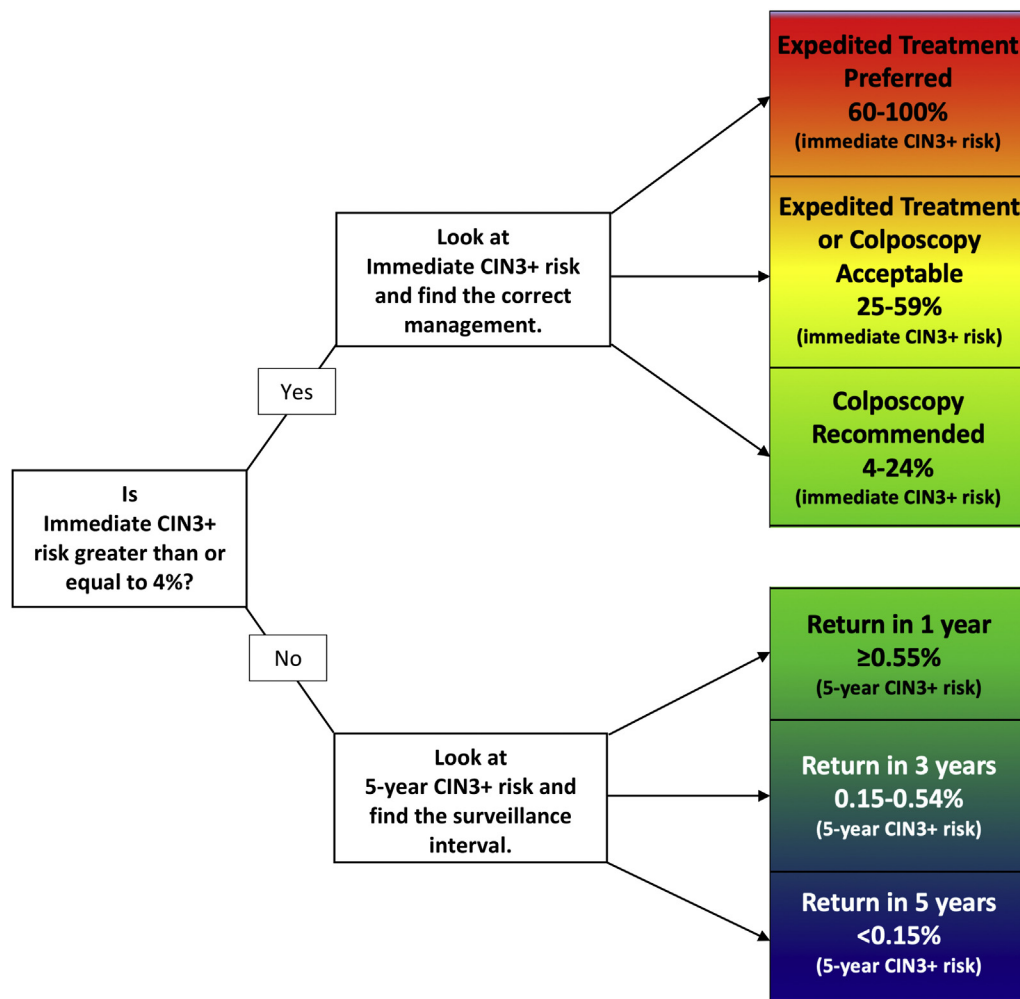 Is
Immediate CIN3+
risk greater than or
equal to 4%?
Yes
Look at
Immediate CIN3+ risk
and find the correct
management.
Expedited Treatment
Preferred
60-100%
(immediate CIN3+ risk)
Expedited Treatment
or Colposcopy
Acceptable
25-59%
(immediate CIN3+ risk)
Colposcopy
Recommended
4-24%
(immediate CIN3+ risk)
No
Look at
5-year CIN3+ risk and
find the surveillance
interval.
Return in 1 year
≥0.55%
(5-year CIN3+ risk)
Return in 3 years
0.15-0.54%
(5-year CIN3+ risk)
Return in 5 years
<0.15%
(5-year CIN3+ risk)